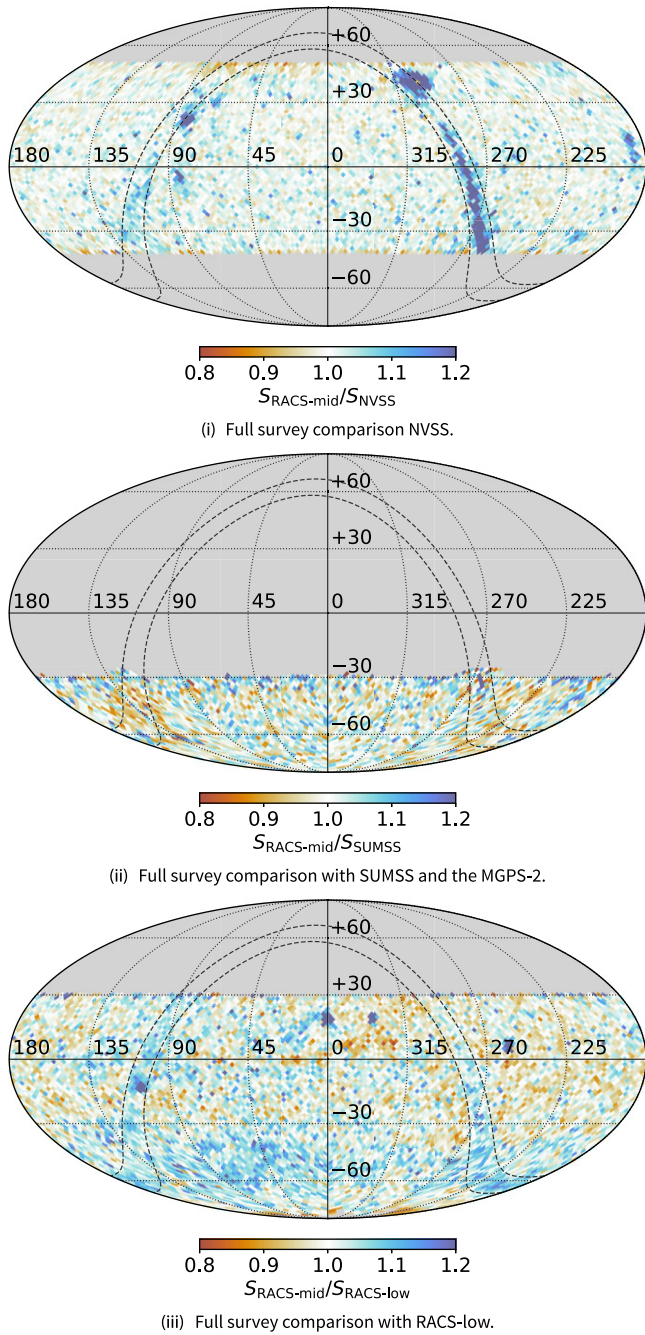 +60
+30
180 135 90 45 0 315 270 225
−30
−60
0.8 0.9 1.0 1.1 1.2
S_RACS-mid/S_NVSS
(i) Full survey comparison NVSS.
+60
+30
180 135 90 45 0 315 270 225
−30
−60
0.8 0.9 1.0 1.1 1.2
S_RACS-mid/S_SUMSS
(ii) Full survey comparison with SUMSS and the MGPS-2.
+60
+30
180 135 90 45 0 315 270 225
−30
−60
0.8 0.9 1.0 1.1 1.2
S_RACS-mid/S_RACS-low
(iii) Full survey comparison with RACS-low.